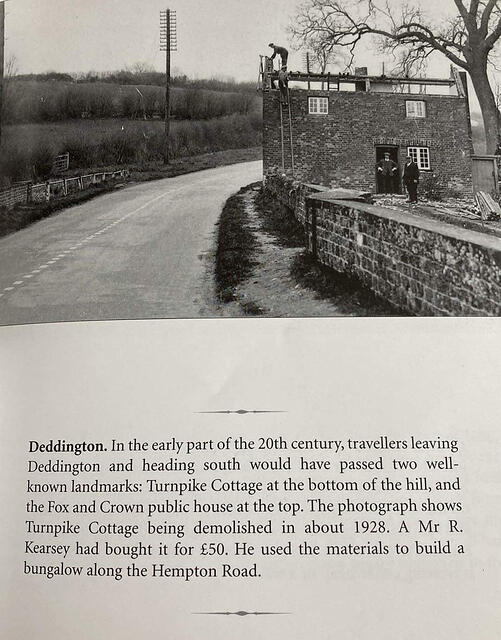 Deddington. In the early part of the 20th century, travellers leaving
Deddington and heading south would have passed two well-
known landmarks: Turnpike Cottage at the bottom of the hill, and
the Fox and Crown public house at the top. The photograph shows
Turnpike Cottage being demolished in about 1928. A Mr R.
Kearsey had bought it for £50. He used the materials to build a
bungalow along the Hempton Road.